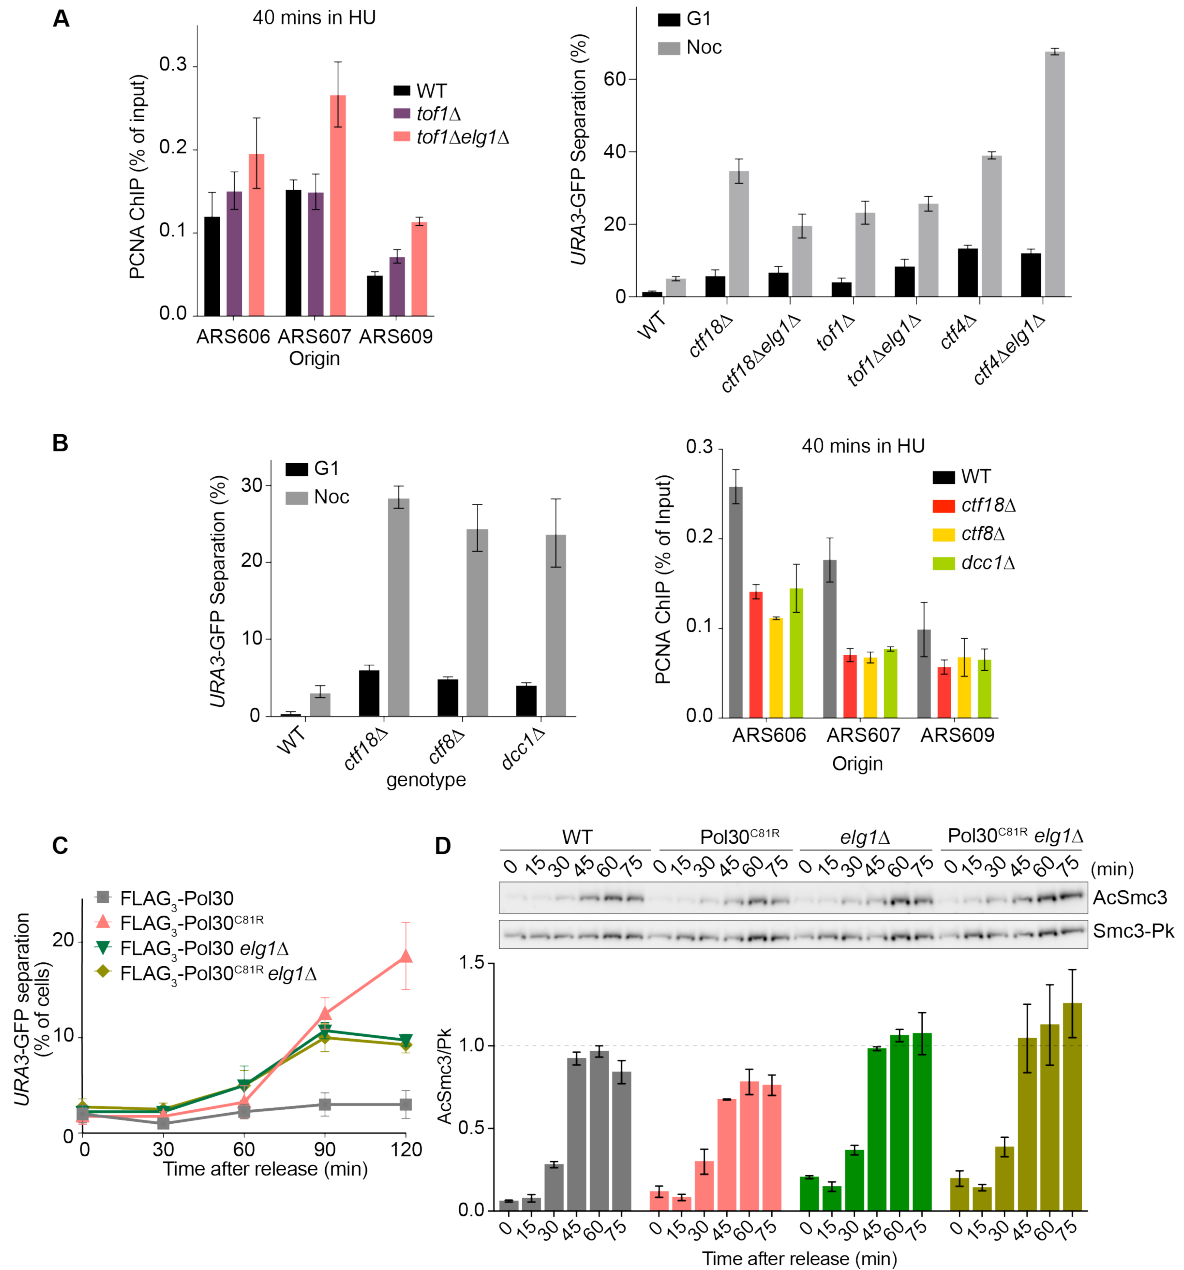 A
40 mins in HU
PCNA ChIP (% of input)
0.3
0.2
0.1
0.0
WT
tof1Δ
tof1Δelg1Δ
ARS606 ARS607 ARS609
Origin
URA3-GFP Separation (%)
G1
Noc
60
40
20
0
WT
ctf18Δ
ctf18Δelg1Δ
tof1Δ
tof1Δelg1Δ
ctf4Δ
ctf4Δelg1Δ
B
URA3-GFP Separation (%)
G1
Noc
30
20
10
0
WT
ctf18Δ
ctf8Δ
dcc1Δ
genotype
40 mins in HU
PCNA ChIP (% of Input)
0.3
0.2
0.1
0.0
WT
ctf18Δ
ctf8Δ
dcc1Δ
ARS606 ARS607 ARS609
Origin
C
URA3-GFP separation
(% of cells)
FLAG3-Pol30
FLAG3-Pol30C81R
FLAG3-Pol30 elg1Δ
FLAG3-Pol30C81R elg1Δ
20
10
0
0 30 60 90 120
Time after release (min)
D
WT Pol30C81R elg1Δ Pol30C81R elg1Δ
0 15 30 45 60 75 0 15 30 45 60 75 0 15 30 45 60 75 0 15 30 45 60 75 (min)
AcSmc3
Smc3-Pk
AcSmc3/Pk
1.5
1.0
0.5
0.0
0 15 30 45 60 75 0 15 30 45 60 75 0 15 30 45 60 75 0 15 30 45 60 75
Time after release (min)